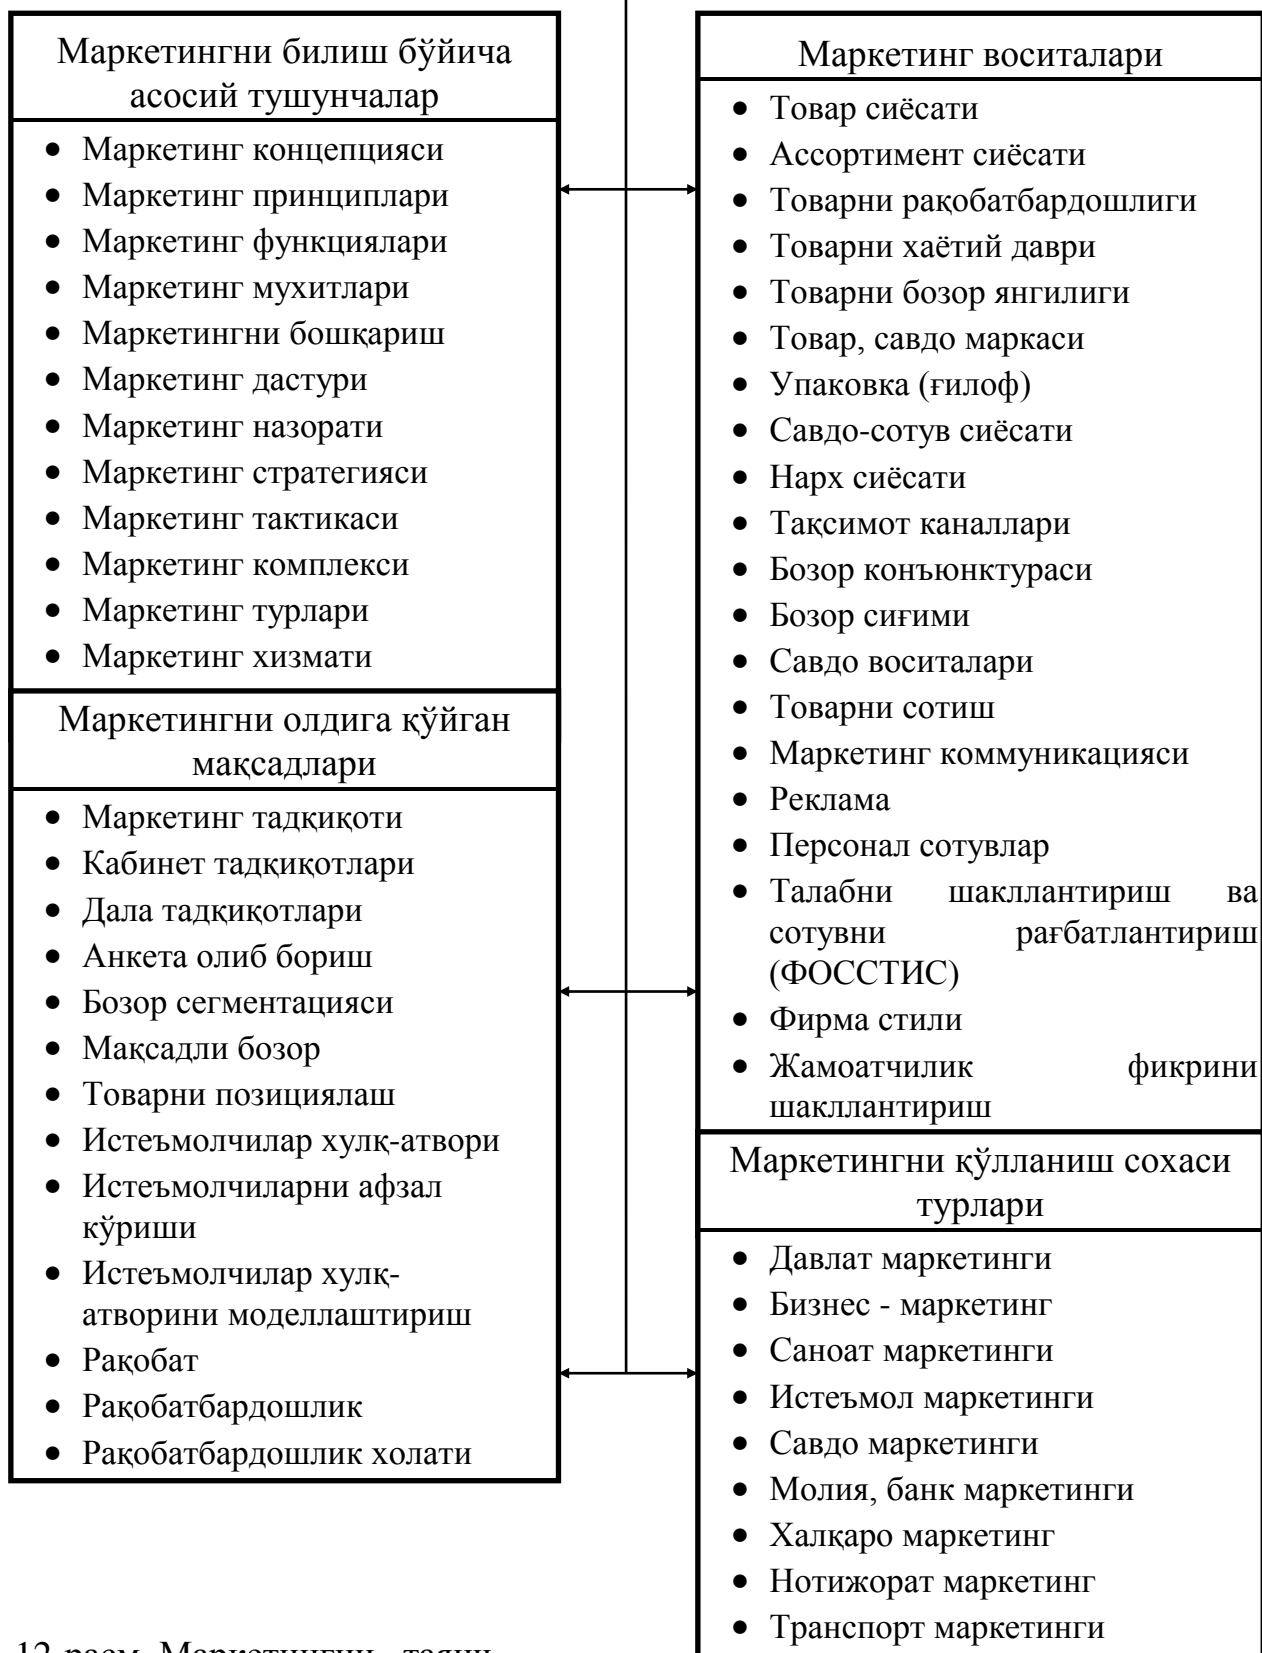 Маркетингни билиш бўйича
асосий тушунчалар
• Маркетинг концепцияси
• Маркетинг принциплари
• Маркетинг функциялари
• Маркетинг мухитлари
• Маркетингни бошқариш
• Маркетинг дастури
• Маркетинг назорати
• Маркетинг стратегияси
• Маркетинг тактикаси
• Маркетинг комплекси
• Маркетинг турлари
• Маркетинг хизмати
Маркетингни олдига қўйган
мақсадлари
• Маркетинг тадқиқоти
• Кабинет тадқиқотлари
• Дала тадқиқотлари
• Анкета олиб бориш
• Бозор сегментацияси
• Мақсадли бозор
• Товарни позициялаш
• Истеъмолчилар хулқ-атвори
• Истеъмолчиларни афзал
кўриши
• Истеъмолчилар хулқ-
атворини моделлаштириш
• Рақобат
• Рақобатбардошлик
• Рақобатбардошлик холати
Маркетинг воситалари
• Товар сиёсати
• Ассортимент сиёсати
• Товарни рақобатбардошлиги
• Товарни хаётий даври
• Товарни бозор янгилиги
• Товар, савдо маркаси
• Упаковка (ғилоф)
• Савдо-сотув сиёсати
• Нарх сиёсати
• Тақсимот каналлари
• Бозор конъюнктураси
• Бозор сиғими
• Савдо воситалари
• Товарни сотиш
• Маркетинг коммуникацияси
• Реклама
• Персонал сотувлар
• Талабни шакллантириш ва
сотувни рағбатлантириш
(ФОССТИС)
• Фирма стили
• Жамоатчилик фикрини
шакллантириш
Маркетингни қўлланиш сохаси
турлари
• Давлат маркетинги
• Бизнес - маркетинг
• Саноат маркетинги
• Истеъмол маркетинги
• Савдо маркетинги
• Молия, банк маркетинги
• Халқаро маркетинг
• Нотижорат маркетинг
• Транспорт маркетинги